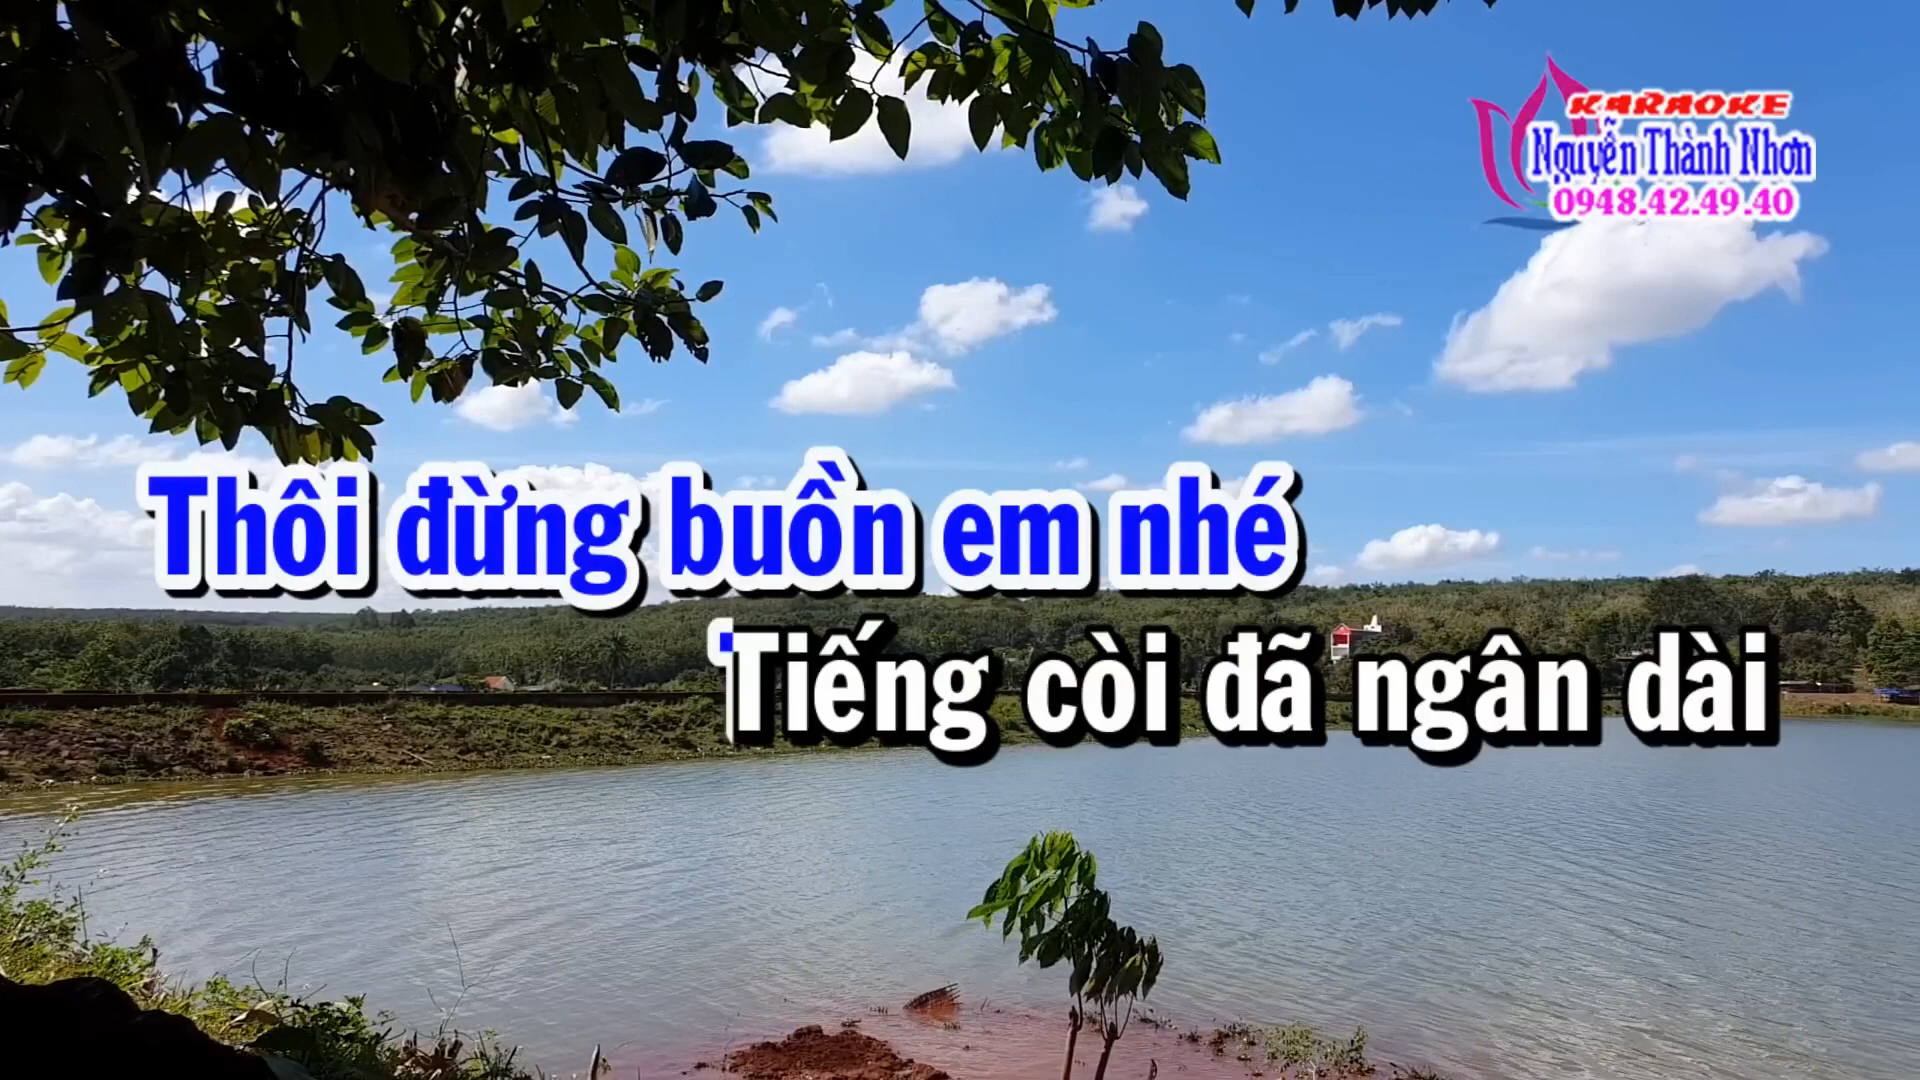 KARAOKE
Nguyễn Thành Nhơn
0948.42.49.40
Thôi đừng buồn em nhé
Tiếng còi đã ngân dài